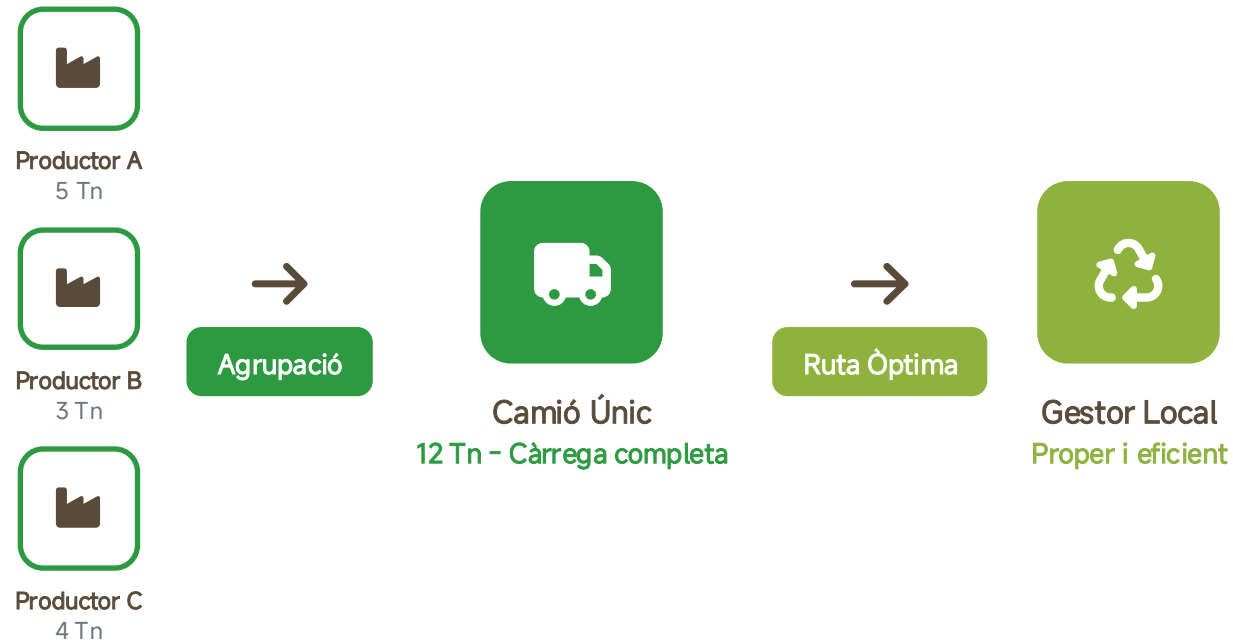 Productor A
5 Tn
Productor B
3 Tn
Productor C
4 Tn
Agrupació
Camió Únic
12 Tn - Càrrega completa
Ruta Òptima
Gestor Local
Proper i eficient